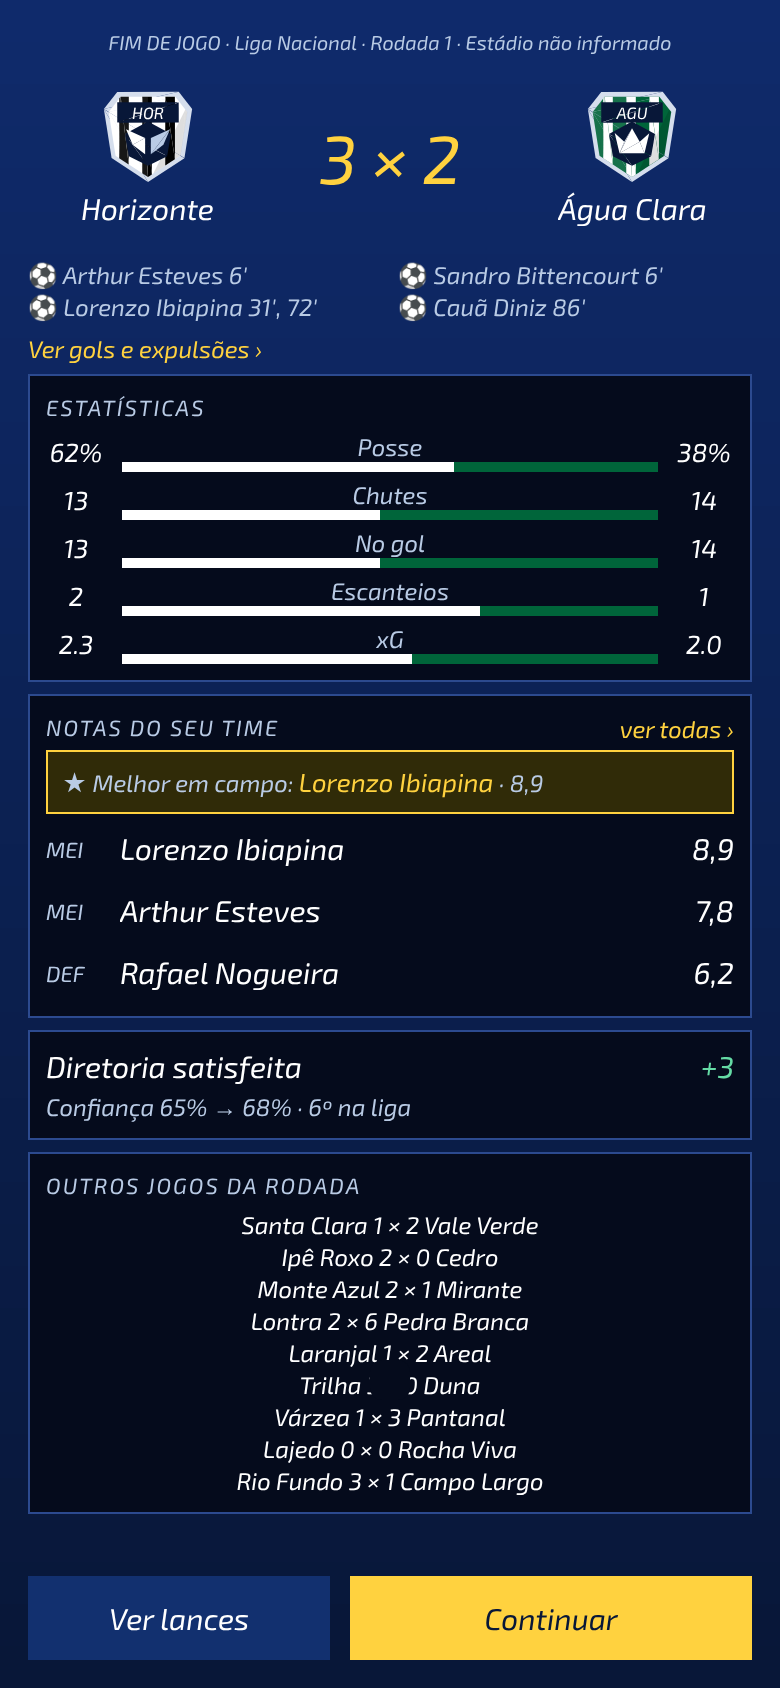 FIM DE JOGO · Liga Nacional · Rodada 1 · Estádio não informado
HOR
AGU
3 × 2
Horizonte
Água Clara
Arthur Esteves 6'
Sandro Bittencourt 6'
Lorenzo Ibiapina 31', 72'
Cauã Diniz 86'
Ver gols e expulsões ›
ESTATÍSTICAS
62% Posse 38%
13 Chutes 14
13 No gol 14
2 Escanteios 1
2.3 xG 2.0
NOTAS DO SEU TIME
ver todas ›
★ Melhor em campo: Lorenzo Ibiapina · 8,9
MEI Lorenzo Ibiapina 8,9
MEI Arthur Esteves 7,8
DEF Rafael Nogueira 6,2
Diretoria satisfeita +3
Confiança 65% → 68% · 6º na liga
OUTROS JOGOS DA RODADA
Santa Clara 1 × 2 Vale Verde
Ipê Roxo 2 × 0 Cedro
Monte Azul 2 × 1 Mirante
Lontra 2 × 6 Pedra Branca
Laranjal 1 × 2 Areal
Trilha Duna
Várzea 1 × 3 Pantanal
Lajedo 0 × 0 Rocha Viva
Rio Fundo 3 × 1 Campo Largo
Ver lances
Continuar